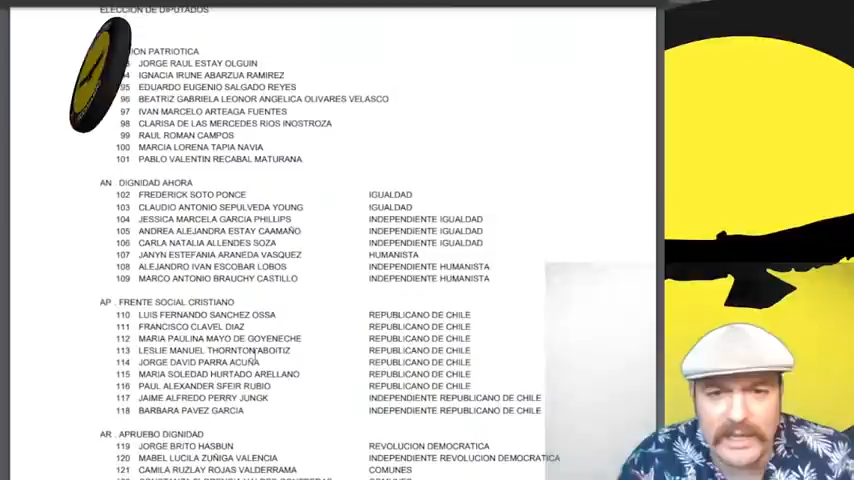 ELECCION DE DIPUTADOS
ION PATRIOTICA
JORGE RAUL ESTAY OLGUIN
IGNACIA IRUNE ABARZUA RAMIREZ
95 EDUARDO EUGENIO SALGADO REYES
96 BEATRIZ GABRIELA LEONOR ANGELICA OLIVARES VELASCO
97 IVAN MARCELO ARTEAGA FUENTES
98 CLARISA DE LAS MERCEDES RIOS INOSTROZA
99 RAUL ROMAN CAMPOS
100 MARCIA LORENA TAPIA NAVIA
101 PABLO VALENTIN RECABAL MATURANA
AN . DIGNIDAD AHORA
102 FREDERICK SOTO PONCE IGUALDAD
103 CLAUDIO ANTONIO SEPULVEDA YOUNG IGUALDAD
104 JESSICA MARCELA GARCIA PHILLIPS INDEPENDIENTE IGUALDAD
105 ANDREA ALEJANDRA ESTAY CAAMAÑO INDEPENDIENTE IGUALDAD
106 CARLA NATALIA ALLENDES SOZA INDEPENDIENTE IGUALDAD
107 JANYN ESTEFANIA ARANEDA VASQUEZ HUMANISTA
108 ALEJANDRO IVAN ESCOBAR LOBOS INDEPENDIENTE HUMANISTA
109 MARCO ANTONIO BRAUCHY CASTILLO INDEPENDIENTE HUMANISTA
AP . FRENTE SOCIAL CRISTIANO
110 LUIS FERNANDO SANCHEZ OSSA REPUBLICANO DE CHILE
111 FRANCISCO CLAVEL DIAZ REPUBLICANO DE CHILE
112 MARIA PAULINA MAYO DE GOYENECHE REPUBLICANO DE CHILE
113 LESLIE MANUEL THORNTON ABOITIZ REPUBLICANO DE CHILE
114 JORGE DAVID PARRA ACUÑA REPUBLICANO DE CHILE
115 MARIA SOLEDAD HURTADO ARELLANO REPUBLICANO DE CHILE
116 PAUL ALEXANDER SFEIR RUBIO REPUBLICANO DE CHILE
117 JAIME ALFREDO PERRY JUNGK INDEPENDIENTE REPUBLICANO DE CHILE
118 BARBARA PAVEZ GARCIA INDEPENDIENTE REPUBLICANO DE CHILE
AR . APRUEBO DIGNIDAD
119 JORGE BRITO HASBUN REVOLUCION DEMOCRATICA
120 MABEL LUCILA ZUÑIGA VALENCIA INDEPENDIENTE REVOLUCION DEMOCRATICA
121 CAMILA RUZLAY ROJAS VALDERRAMA COMUNES